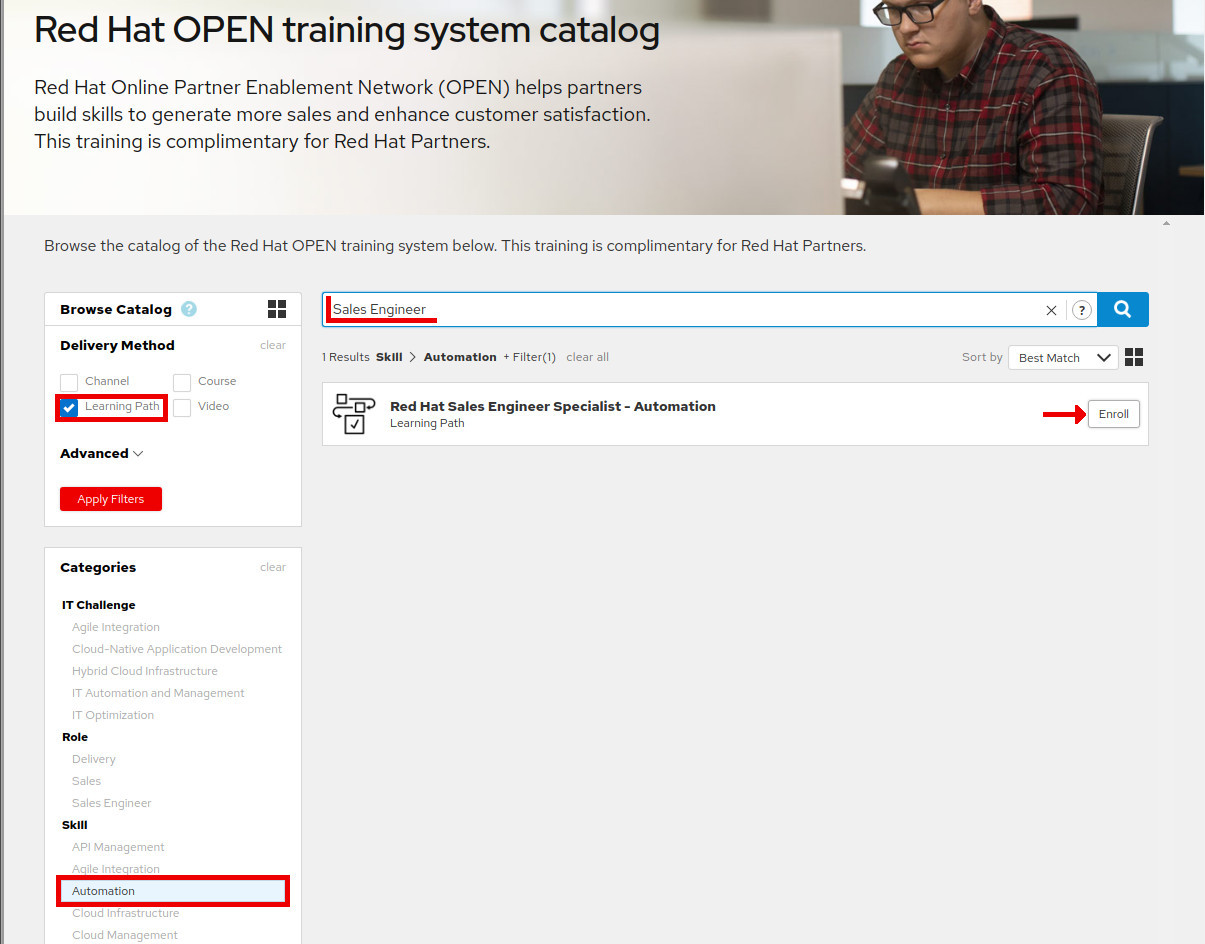 Red Hat OPEN training system catalog
Red Hat Online Partner Enablement Network (OPEN) helps partners
build skills to generate more sales and enhance customer satisfaction.
This training is complimentary for Red Hat Partners.
Browse the catalog of the Red Hat OPEN training system below. This training is complimentary for Red Hat Partners.
Browse Catalog ?
Delivery Method clear
Channel Course
Learning Path Video
Advanced
Apply Filters
Sales Engineer ?
1 Results Skill > Automation + Filter(1) clear all Sort by Best Match
Red Hat Sales Engineer Specialist - Automation
Learning Path
Enroll
Categories clear
IT Challenge
Agile Integration
Cloud-Native Application Development
Hybrid Cloud Infrastructure
IT Automation and Management
IT Optimization
Role
Delivery
Sales
Sales Engineer
Skill
API Management
Agile Integration
Automation
Cloud Infrastructure
Cloud Management